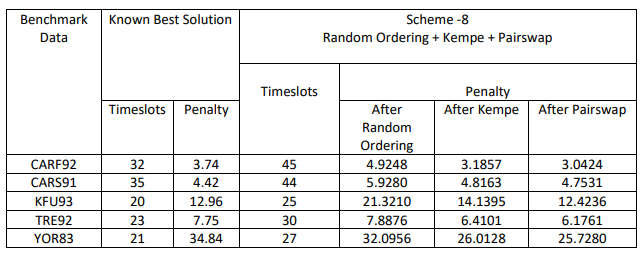 Benchmark Data Known Best Solution Scheme -8
Random Ordering + Kempe + Pairswap
Timeslots Penalty
Timeslots Penalty After Random Ordering After Kempe After Pairswap
CARF92 32 3.74 45 4.9248 3.1857 3.0424
CARS91 35 4.42 44 5.9280 4.8163 4.7531
KFU93 20 12.96 25 21.3210 14.1395 12.4236
TRE92 23 7.75 30 7.8876 6.4101 6.1761
YOR83 21 34.84 27 32.0956 26.0128 25.7280